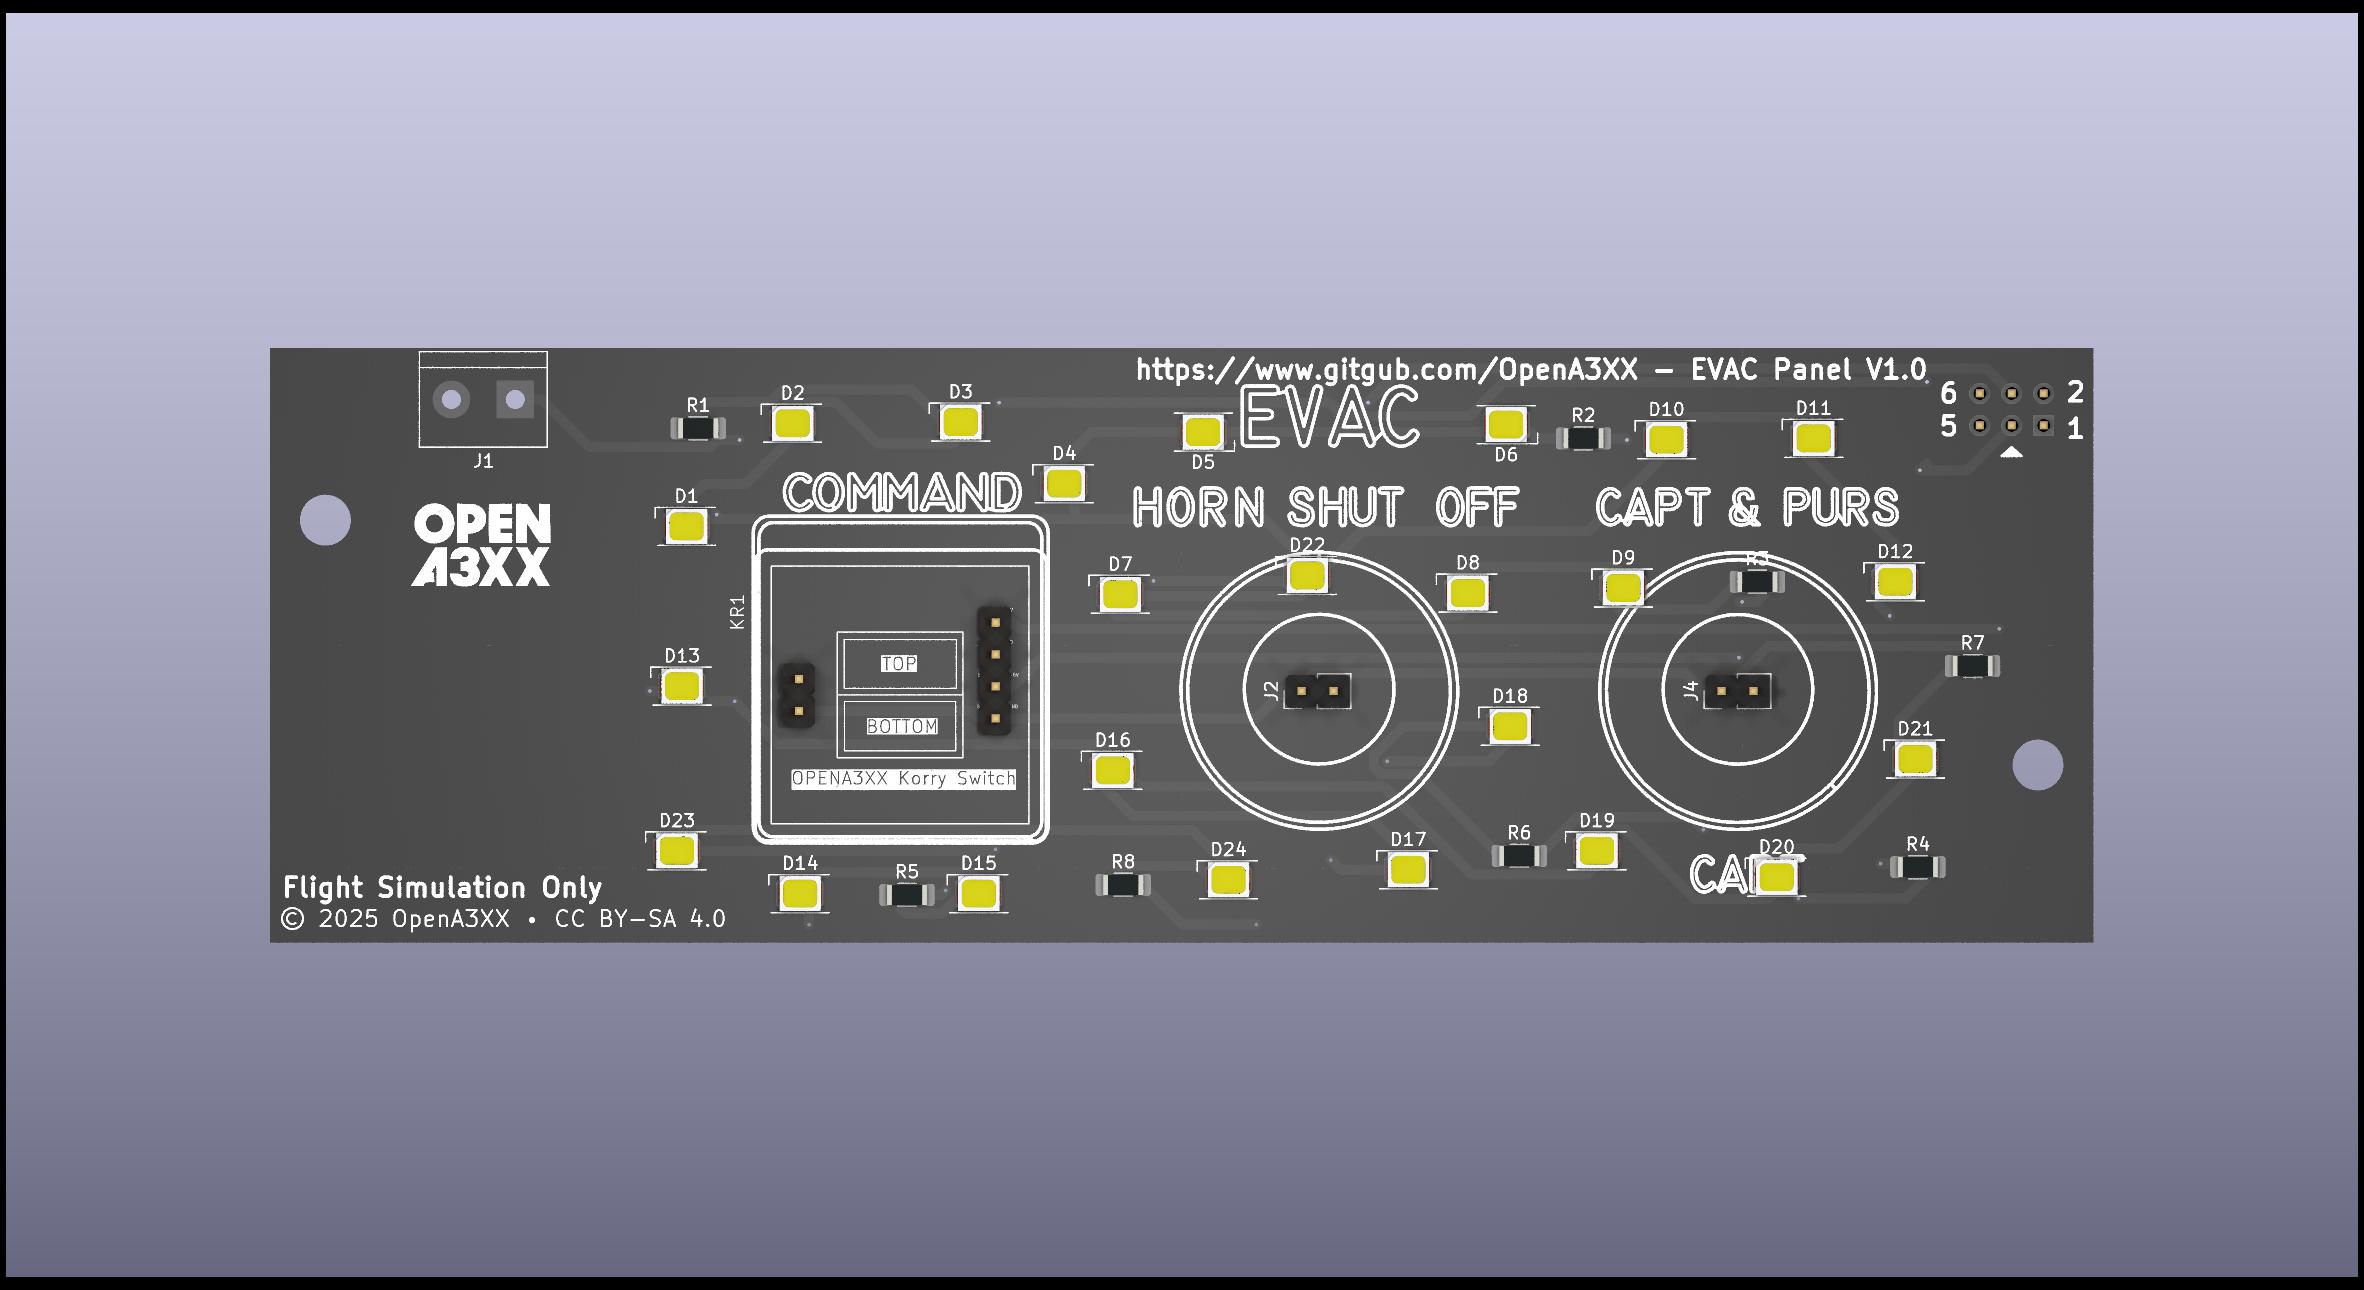 https://www.gitgub.com/OpenA3XX – EVAC Panel V1.0
EVAC
6 2
5 1
J1
R1
D2
D3
D4
D5
D6
R2
D10
D11
OPEN
A3XX
D1
COMMAND
HORN SHUT OFF
CAPT & PURS
D7
D22
D8
D9
R3
D12
KR1
TOP
BOTTOM
OPENA3XX Korry Switch
D13
J2
D18
J4
R7
D21
D16
D23
D14
R5
D15
R8
D24
D17
R6
D19
D20
R4
Flight Simulation Only
© 2025 OpenA3XX • CC BY-SA 4.0